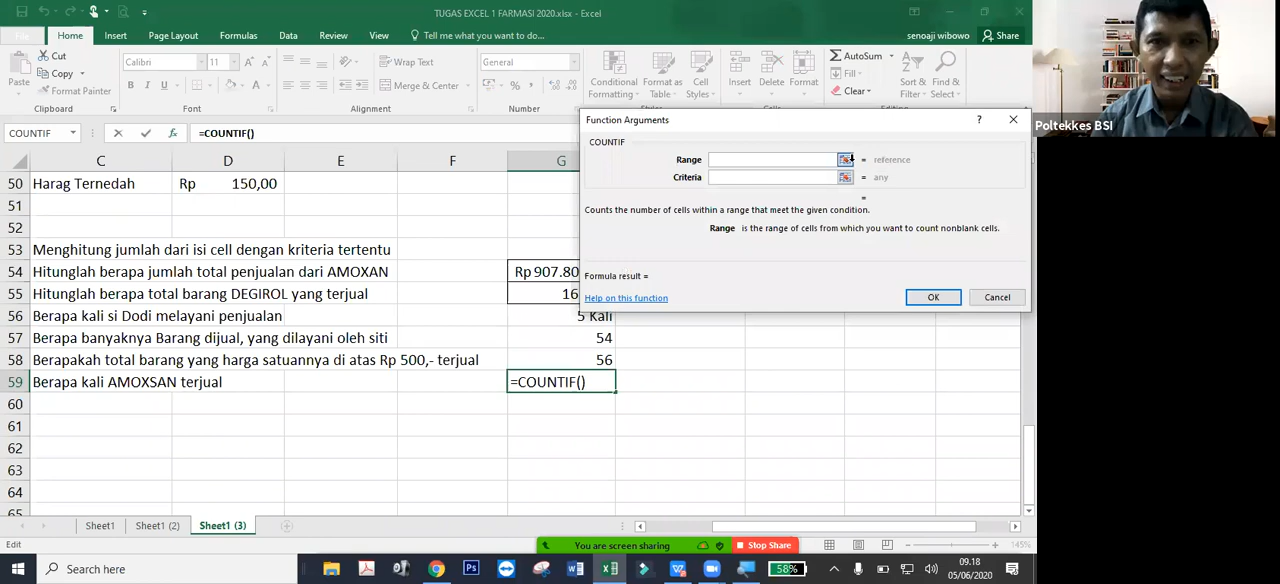 TUGAS EXCEL 1 FARMASI 2020.xlsx - Excel
File Home Insert Page Layout Formulas Data Review View Tell me what you want to do... senoaji wibowo Share
Paste Cut Copy Format Painter Clipboard
Calibri 11 B I U Font
Wrap Text Merge & Center Alignment
General % Number
Conditional Formatting Format as Table Cell Styles Styles
Insert Delete Format
AutoSum Fill Clear Sort & Filter Find & Select Editing
Poltekkes BSI
COUNTIF fx =COUNTIF()
C D E F G
50 Harag Ternedah Rp 150,00
51
52
53 Menghitung jumlah dari isi cell dengan kriteria tertentu
54 Hitunglah berapa jumlah total penjualan dari AMOXAN Rp 907.80
55 Hitunglah berapa total barang DEGIROL yang terjual 16
56 Berapa kali si Dodi melayani penjualan 5 Kali
57 Berapa banyaknya Barang dijual, yang dilayani oleh siti 54
58 Berapakah total barang yang harga satuannya di atas Rp 500,- terjual 56
59 Berapa kali AMOXSAN terjual =COUNTIF()
60
61
62
63
64
65
Function Arguments ?
COUNTIF
Range = reference
Criteria = any
=
Counts the number of cells within a range that meet the given condition.
Range is the range of cells from which you want to count nonblank cells.
Formula result =
Help on this function OK Cancel
Sheet1 Sheet1 (2) Sheet1 (3)
Edit You are screen sharing Stop Share 145%
Search here 58% 09.18
05/06/2020